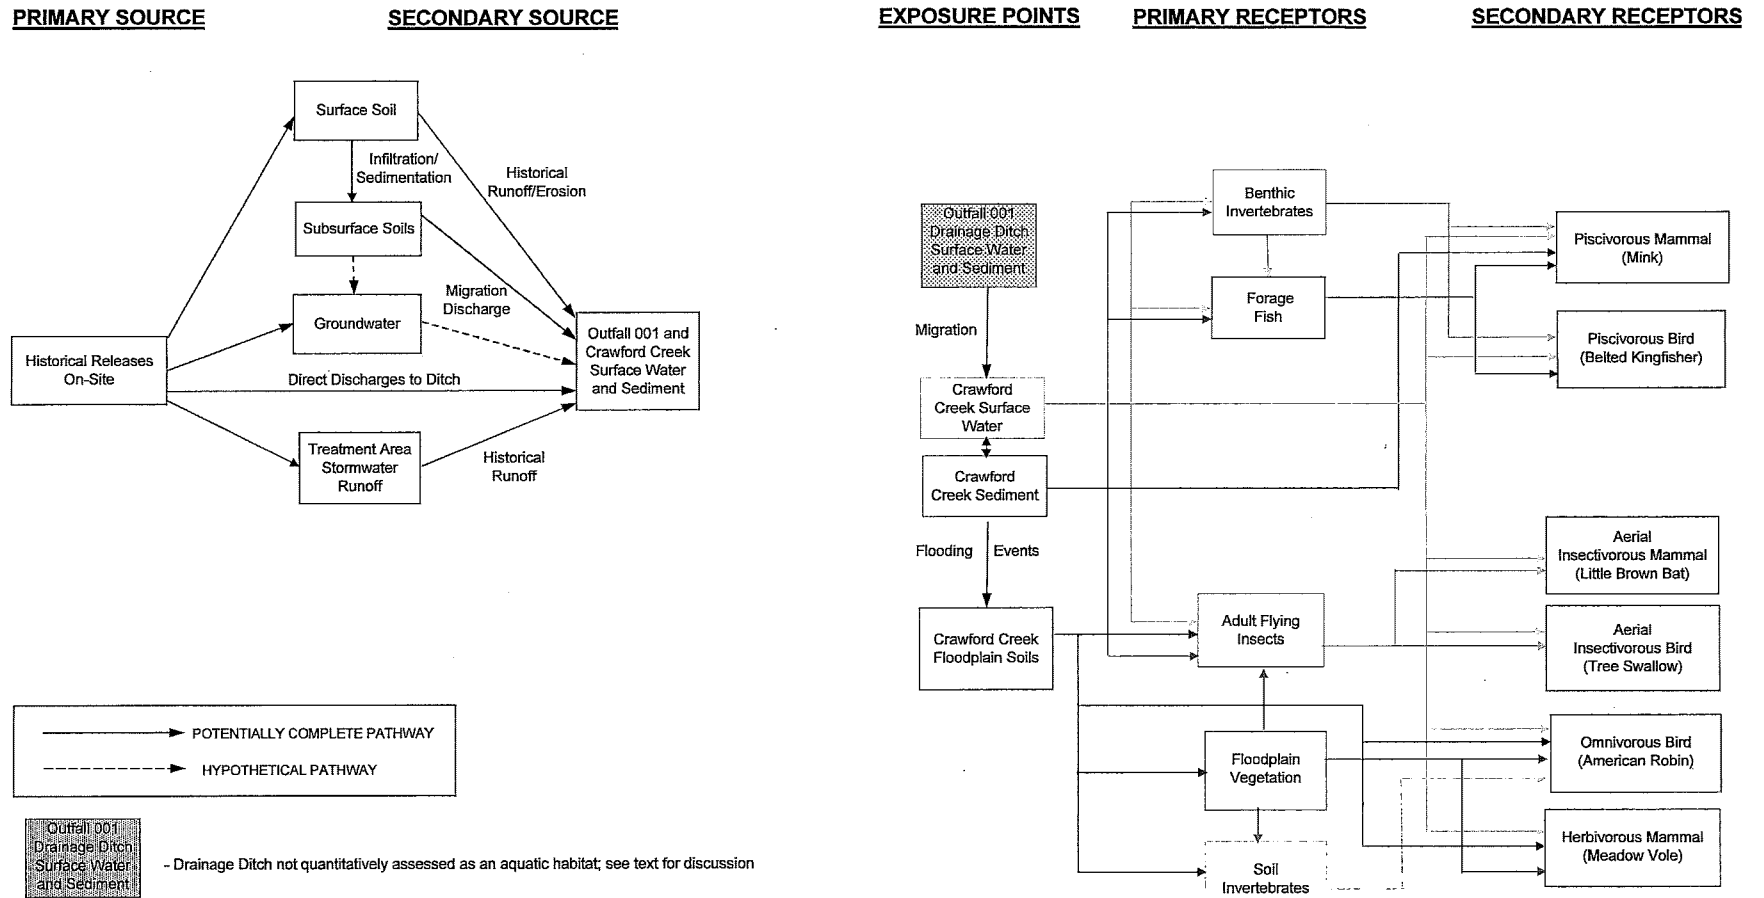 PRIMARY SOURCE
SECONDARY SOURCE
EXPOSURE POINTS
PRIMARY RECEPTORS
SECONDARY RECEPTORS
Surface Soil
Infiltration/
Sedimentation
Historical
Runoff/Erosion
Subsurface Soils
Migration
Discharge
Groundwater
Historical Releases
On-Site
Direct Discharges to Ditch
Outfall 001 and
Crawford Creek
Surface Water
and Sediment
Treatment Area
Stormwater
Runoff
Historical
Runoff
POTENTIALLY COMPLETE PATHWAY
HYPOTHETICAL PATHWAY
Outfall 001
Drainage Ditch
Surface Water
and Sediment
- Drainage Ditch not quantitatively assessed as an aquatic habitat; see text for discussion
Outfall 001
Drainage Ditch
Surface Water
and Sediment
Migration
Crawford
Creek Surface
Water
Crawford
Creek Sediment
Flooding Events
Crawford Creek
Floodplain Soils
Benthic
Invertebrates
Forage
Fish
Adult Flying
Insects
Floodplain
Vegetation
Soil
Invertebrates
Piscivorous Mammal
(Mink)
Piscivorous Bird
(Belted Kingfisher)
Aerial
Insectivorous Mammal
(Little Brown Bat)
Aerial
Insectivorous Bird
(Tree Swallow)
Omnivorous Bird
(American Robin)
Herbivorous Mammal
(Meadow Vole)